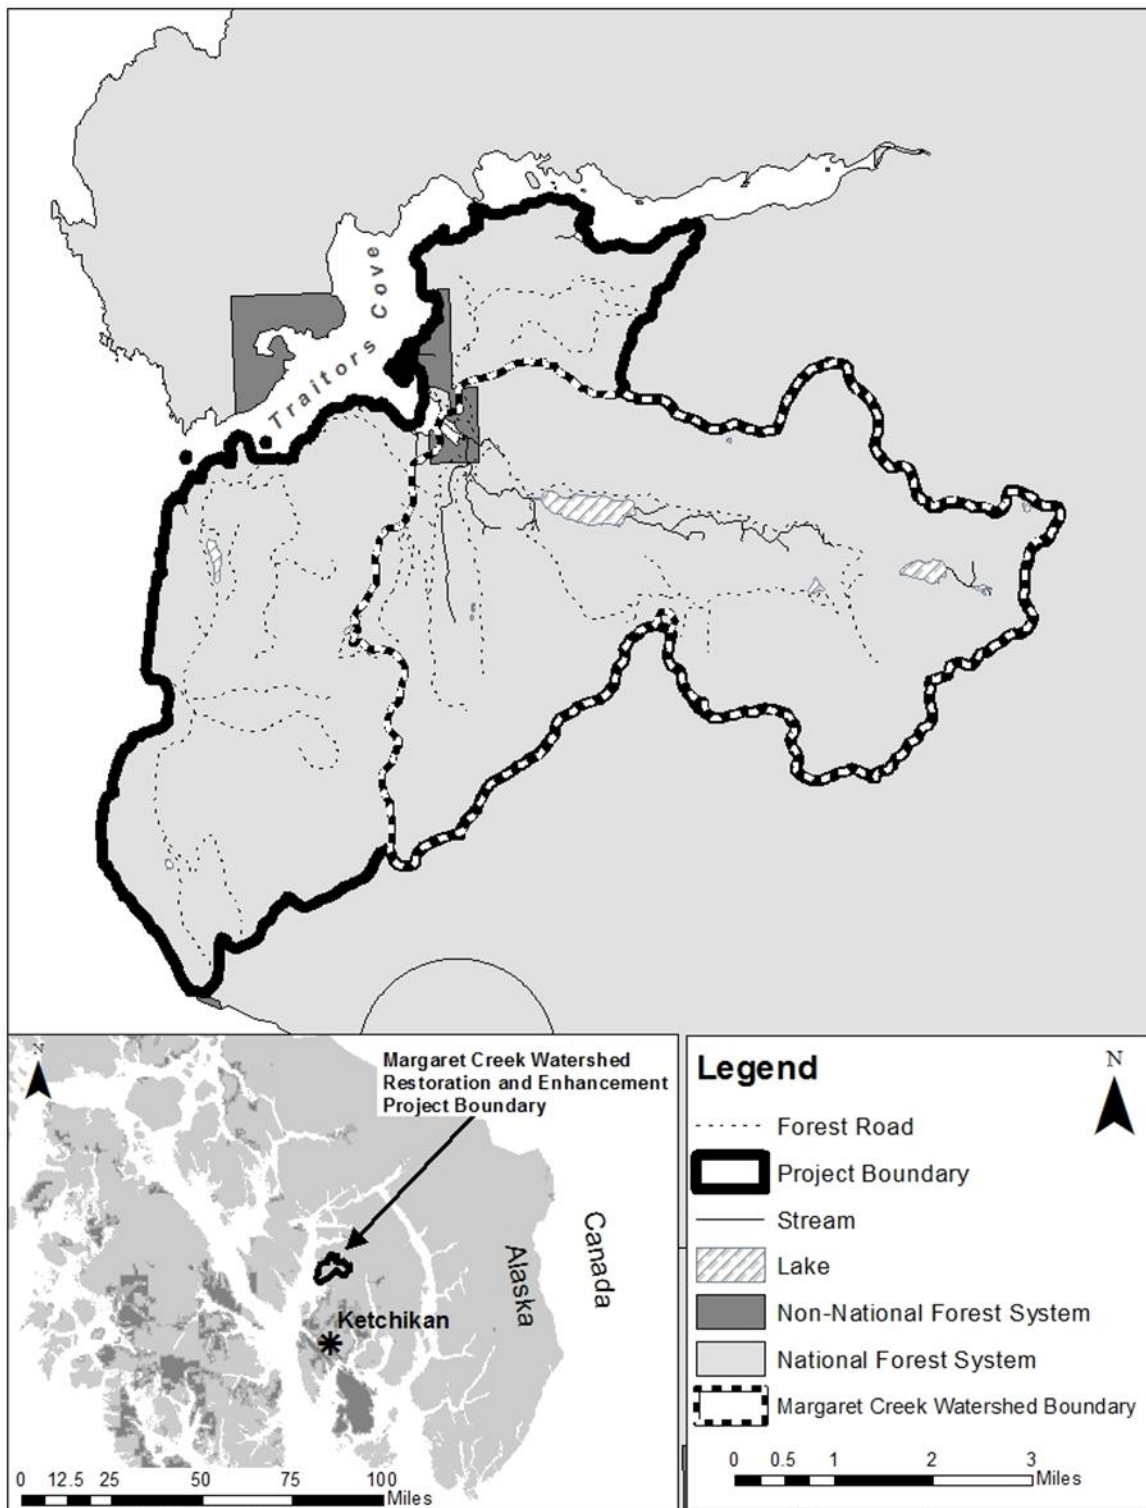 Traitors Cove
N
Margaret Creek Watershed
Restoration and Enhancement
Project Boundary
Canada
Alaska
Ketchikan
0 12.5 25 50 75 100
Miles
Legend
N
Forest Road
Project Boundary
Stream
Lake
Non-National Forest System
National Forest System
Margaret Creek Watershed Boundary
0 0.5 1 2 3
Miles